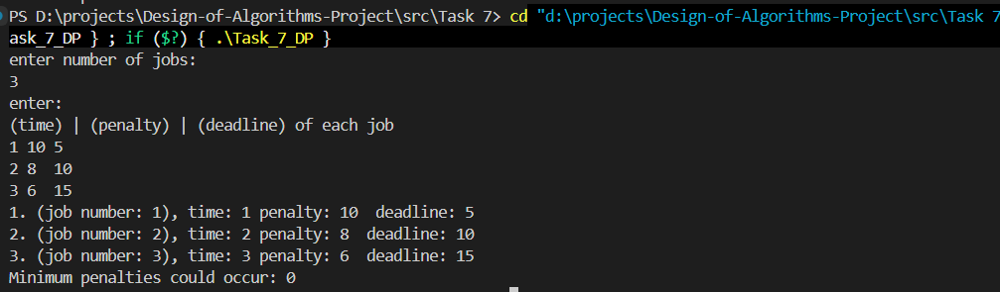 PS D:\projects\Design-of-Algorithms-Project\src\Task 7> cd "d:\projects\Design-of-Algorithms-Project\src\Task 7
ask_7_DP } ; if ($?) { .\Task_7_DP }
enter number of jobs:
3
enter:
(time) | (penalty) | (deadline) of each job
1 10 5
2 8  10
3 6  15
1. (job number: 1), time: 1 penalty: 10  deadline: 5
2. (job number: 2), time: 2 penalty: 8  deadline: 10
3. (job number: 3), time: 3 penalty: 6  deadline: 15
Minimum penalties could occur: 0